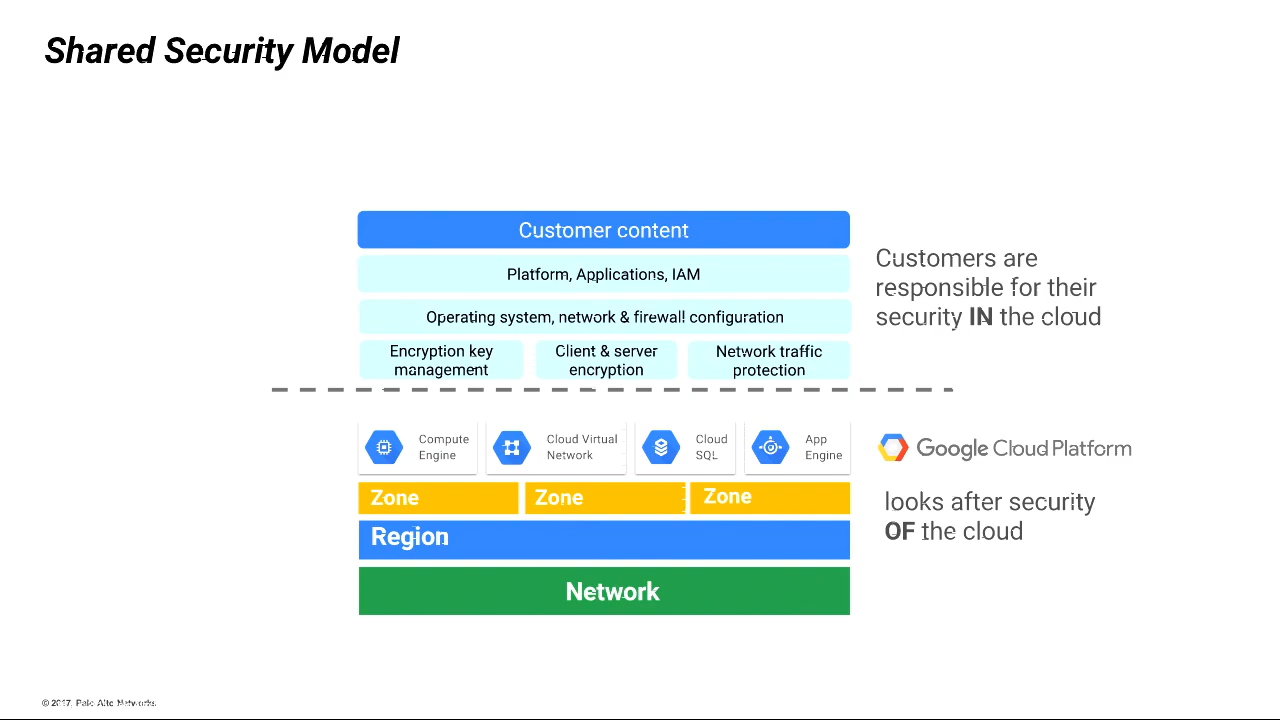 Shared Security Model
Customer content
Platform, Applications, IAM
Operating system, network & firewall configuration
Encryption key
management
Client & server
encryption
Network traffic
protection
Customers are
responsible for their
security IN the cloud
Compute
Engine
Cloud Virtual
Network
Cloud
SQL
App
Engine
Google Cloud Platform
Zone
Zone
Zone
looks after security
OF the cloud
Region
Network
© 2017, Palo Alto Networks.